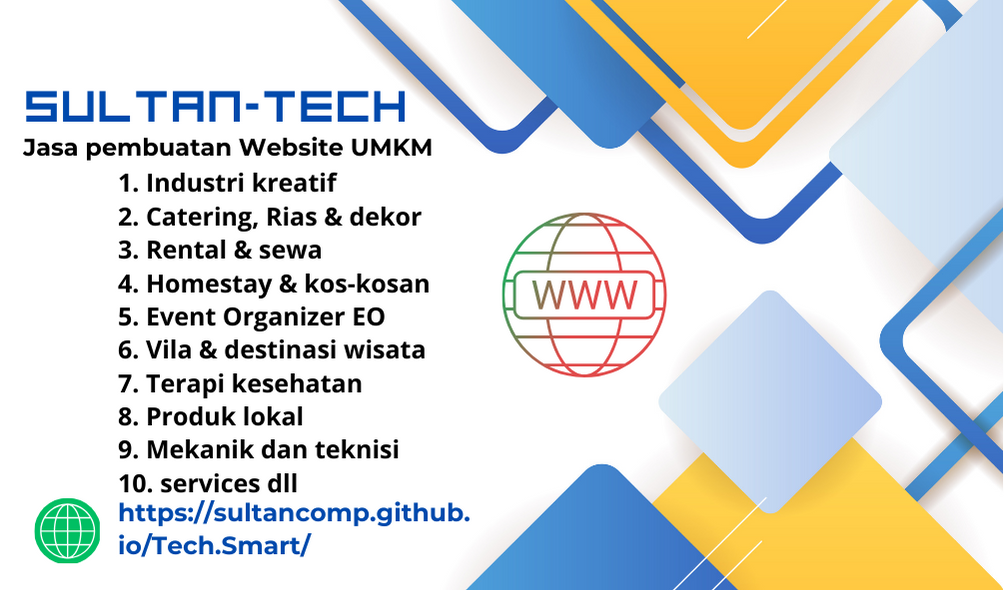 SULTAN-TECH
Jasa pembuatan Website UMKM
1. Industri kreatif
2. Catering, Rias & dekor
3. Rental & sewa
4. Homestay & kos-kosan
5. Event Organizer EO
6. Vila & destinasi wisata
7. Terapi kesehatan
8. Produk lokal
9. Mekanik dan teknisi
10. services dll
https://sultancomp.github.
io/Tech.Smart/
WWW